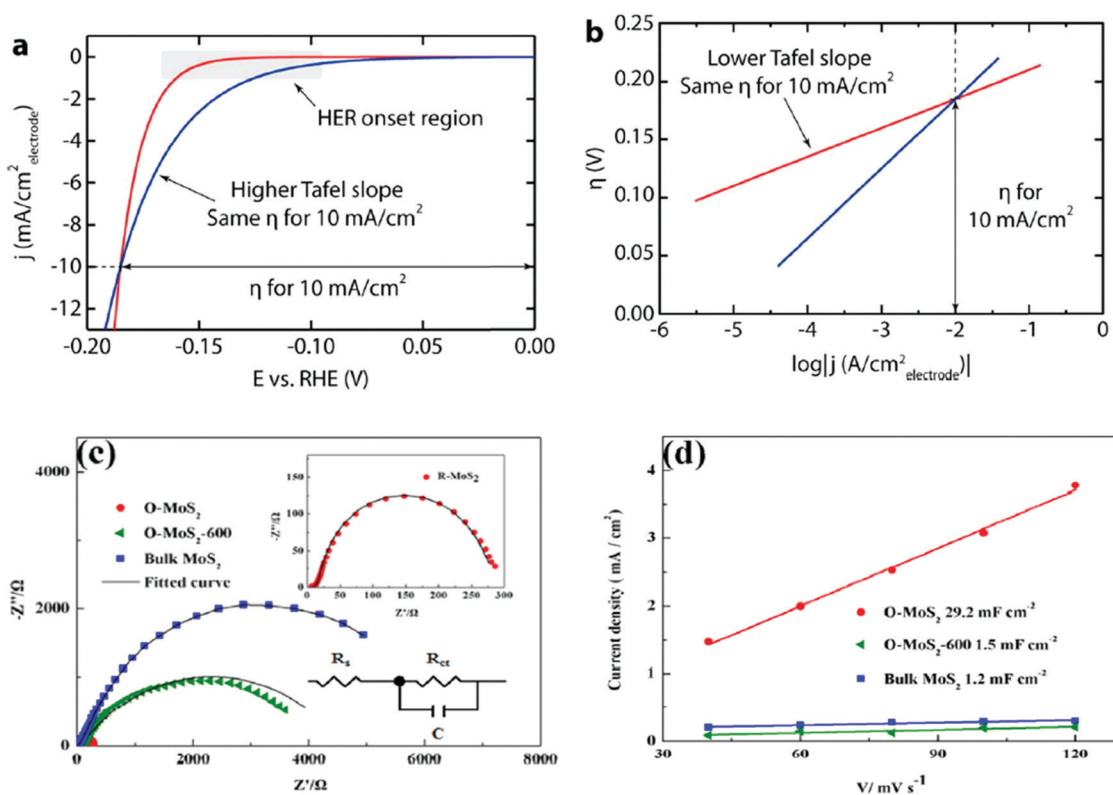 a
0
-2
-4
-6
-8
-10
-12
j (mA/cm²electrode)
HER onset region
Higher Tafel slope
Same η for 10 mA/cm²
η for 10 mA/cm²
-0.20
-0.15
-0.10
-0.05
0.00
E vs. RHE (V)
b
0.25
0.20
0.15
0.10
0.05
0.00
η (V)
Lower Tafel slope
Same η for 10 mA/cm²
η for
10 mA/cm²
-6
-5
-4
-3
-2
-1
0
log|j (A/cm²electrode)|
(c)
4000
2000
0
-Z''/Ω
O-MoS₂
O-MoS₂-600
Bulk MoS₂
Fitted curve
150
100
50
0
-Z''/Ω
R-MoS₂
0
50
100
150
200
250
300
Z'/Ω
Rs
Rct
C
0
2000
4000
6000
8000
Z'/Ω
(d)
4
3
2
1
0
Current density ( mA / cm²)
O-MoS₂ 29.2 mF cm⁻²
O-MoS₂-600 1.5 mF cm⁻²
Bulk MoS₂ 1.2 mF cm⁻²
30
60
90
120
V/ mV s⁻¹